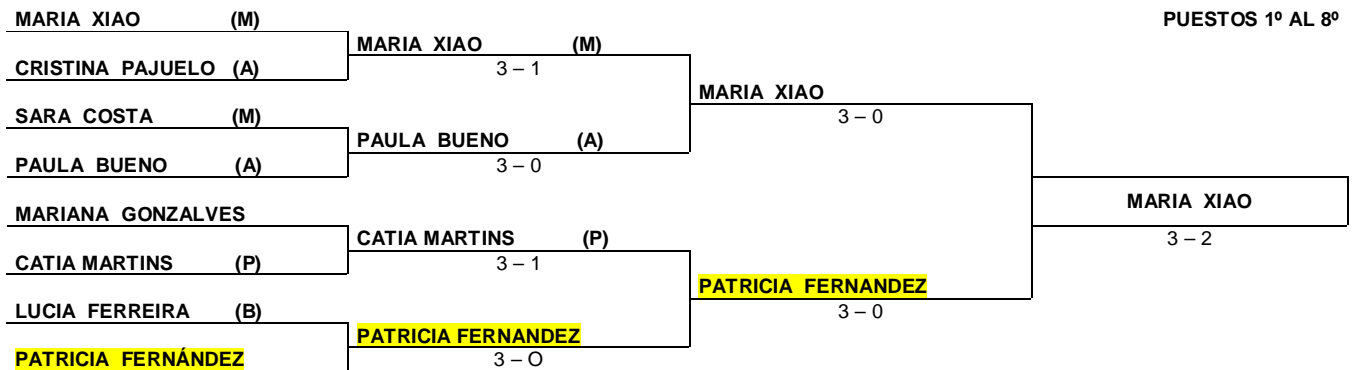 MARIA XIAO (M)
PUESTOS 1º AL 8º
MARIA XIAO (M)
CRISTINA PAJUELO (A)
3 – 1
MARIA XIAO
SARA COSTA (M)
3 – 0
PAULA BUENO (A)
PAULA BUENO (A)
3 – 0
MARIA XIAO
MARIANA GONZALVES
3 – 2
CATIA MARTINS (P)
CATIA MARTINS (P)
3 – 1
PATRICIA FERNANDEZ
LUCIA FERREIRA (B)
3 – 0
PATRICIA FERNANDEZ
PATRICIA FERNÁNDEZ
3 – O